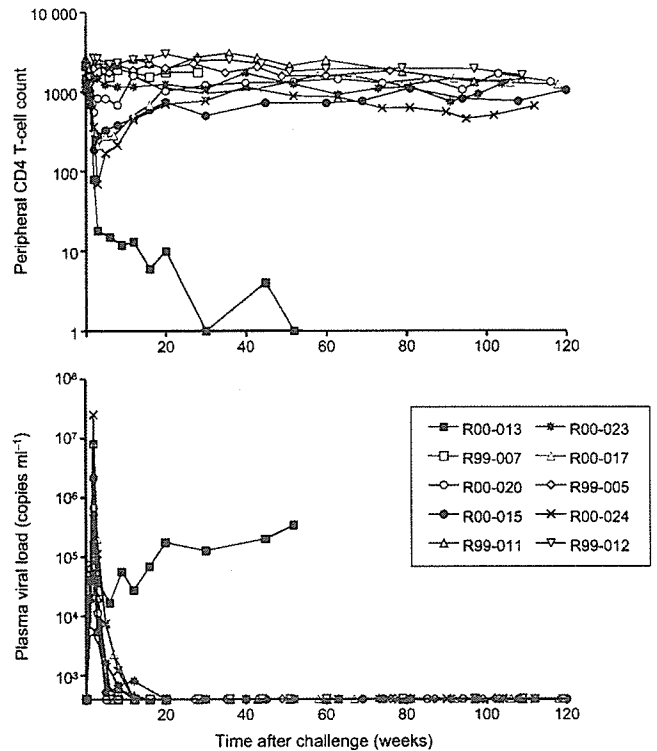 Peripheral CD4 T-cell count
10 000
1000
100
10
1
0
20
40
60
80
100
120
Plasma viral load (copies ml⁻¹)
10⁸
10⁷
10⁶
10⁵
10⁴
10³
20
40
60
80
100
120
Time after challenge (weeks)
R00-013
R00-023
R99-007
R00-017
R00-020
R99-005
R00-015
R00-024
R99-011
R99-012